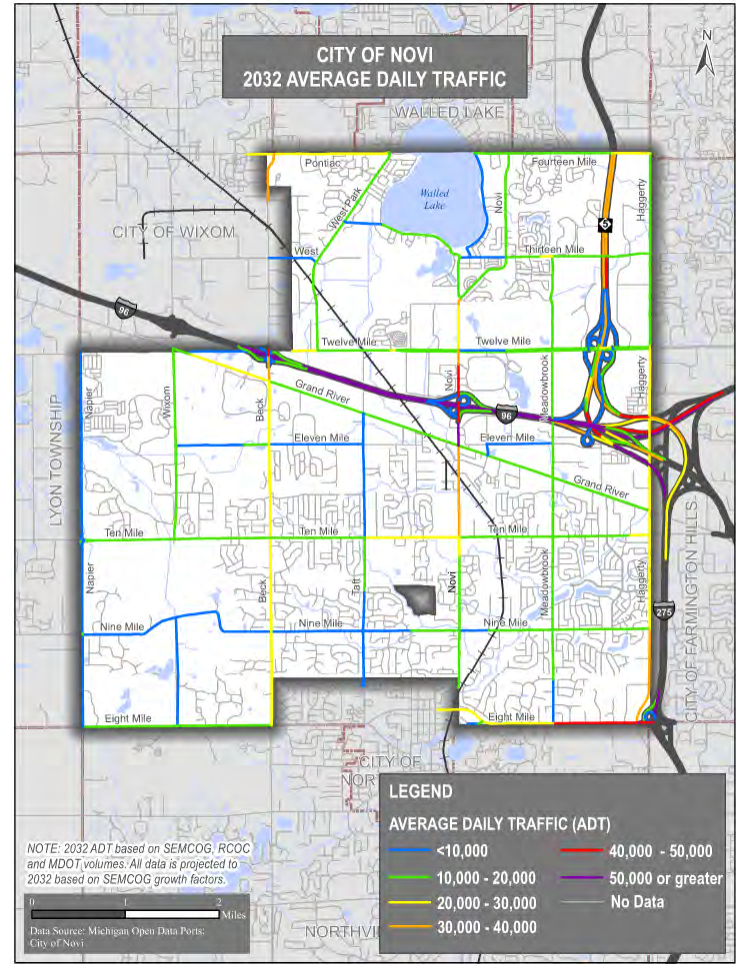 CITY OF NOVI
2032 AVERAGE DAILY TRAFFIC
N
WALLED LAKE
Pontiac
Fourteen Mile
West Park
Walled
Lake
Novi
Haggerty
5
CITY OF WIXOM
West
Thirteen Mile
96
Twelve Mile
Twelve Mile
Napier
Wixom
Beck
Grand River
Novi
Meadowbrook
Haggerty
96
LYON TOWNSHIP
Eleven Mile
Eleven Mile
Grand River
Ten Mile
Ten Mile
Ten Mile
CITY OF FARMINGTON HILLS
Napier
Beck
Taft
Novi
Meadowbrook
Haggerty
275
Nine Mile
Nine Mile
Nine Mile
Eight Mile
Eight Mile
CITY OF
LEGEND
AVERAGE DAILY TRAFFIC (ADT)
<10,000
10,000 - 20,000
20,000 - 30,000
30,000 - 40,000
40,000 - 50,000
50,000 or greater
No Data
NOTE: 2032 ADT based on SEMCOG, RCOC
and MDOT volumes. All data is projected to
2032 based on SEMCOG growth factors.
0 1 2
Miles
Data Source: Michigan Open Data Ports:
City of Novi